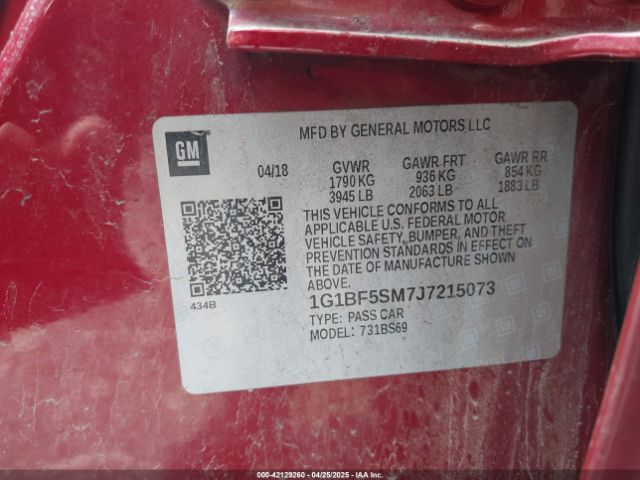 MFD BY GENERAL MOTORS LLC
GM
04/18 GVWR GAWR FRT GAWR RR
1790 KG 936 KG 854 KG
3945 LB 2063 LB 1883 LB
THIS VEHICLE CONFORMS TO ALL
APPLICABLE U.S. FEDERAL MOTOR
VEHICLE SAFETY, BUMPER, AND THEFT
PREVENTION STANDARDS IN EFFECT ON
THE DATE OF MANUFACTURE SHOWN
ABOVE.
434B
1G1BF5SM7J7215073
TYPE: PASS CAR
MODEL: 731BS69
000-42129260 - 04/25/2025 - IAA Inc.